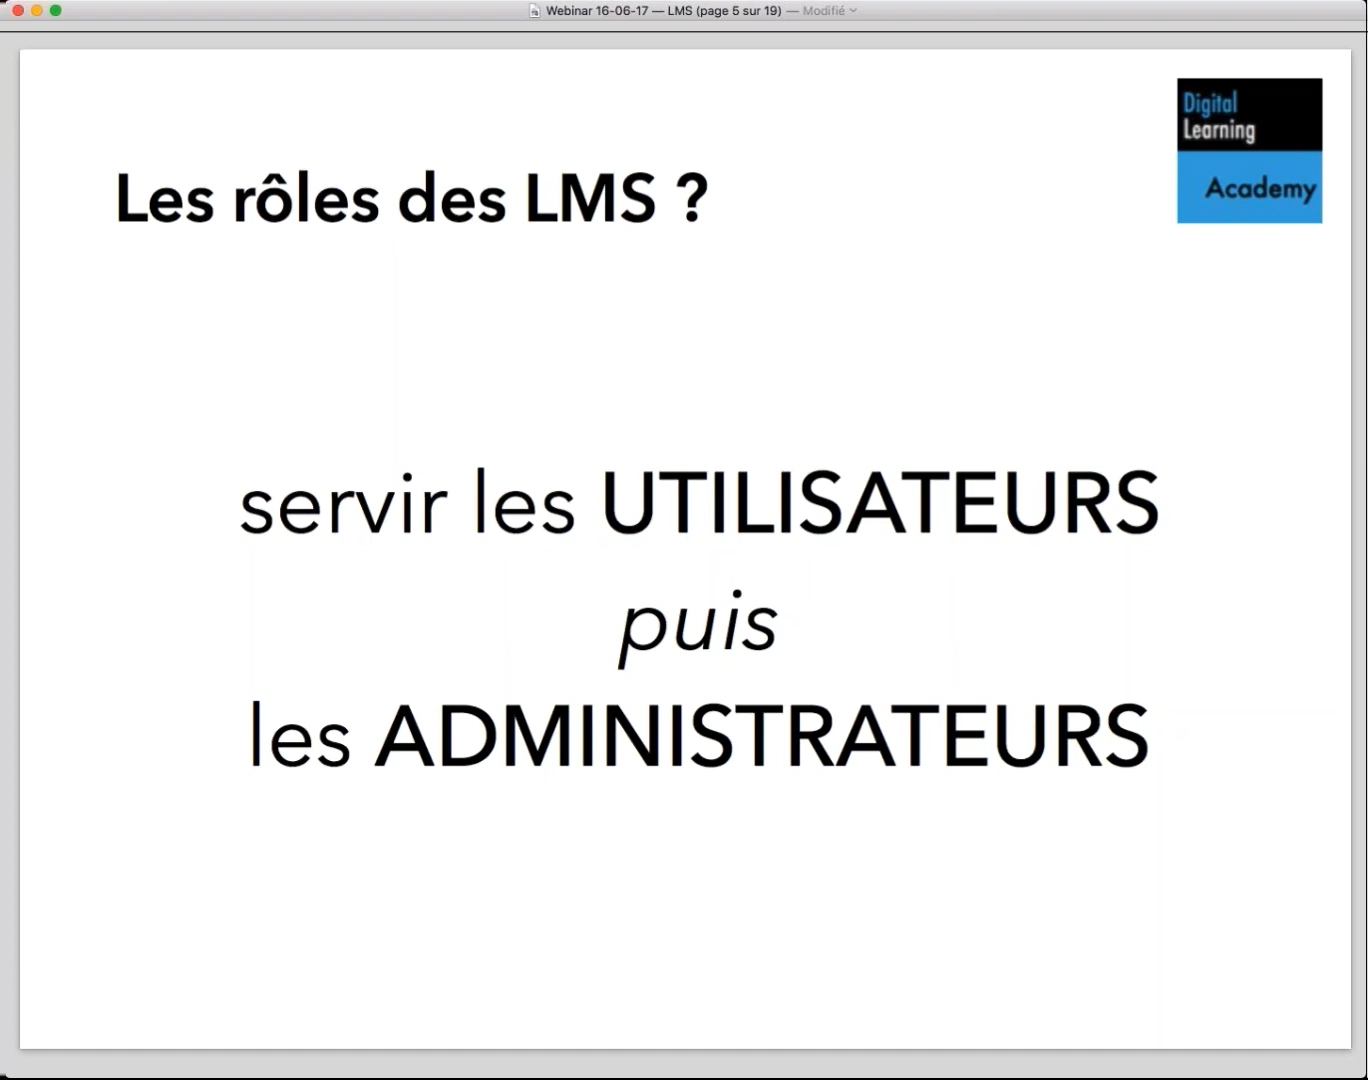 Webinar 16-06-17 — LMS (page 5 sur 19) — Modifié
Digital
Learning
Academy
Les rôles des LMS ?
servir les UTILISATEURS
puis
les ADMINISTRATEURS